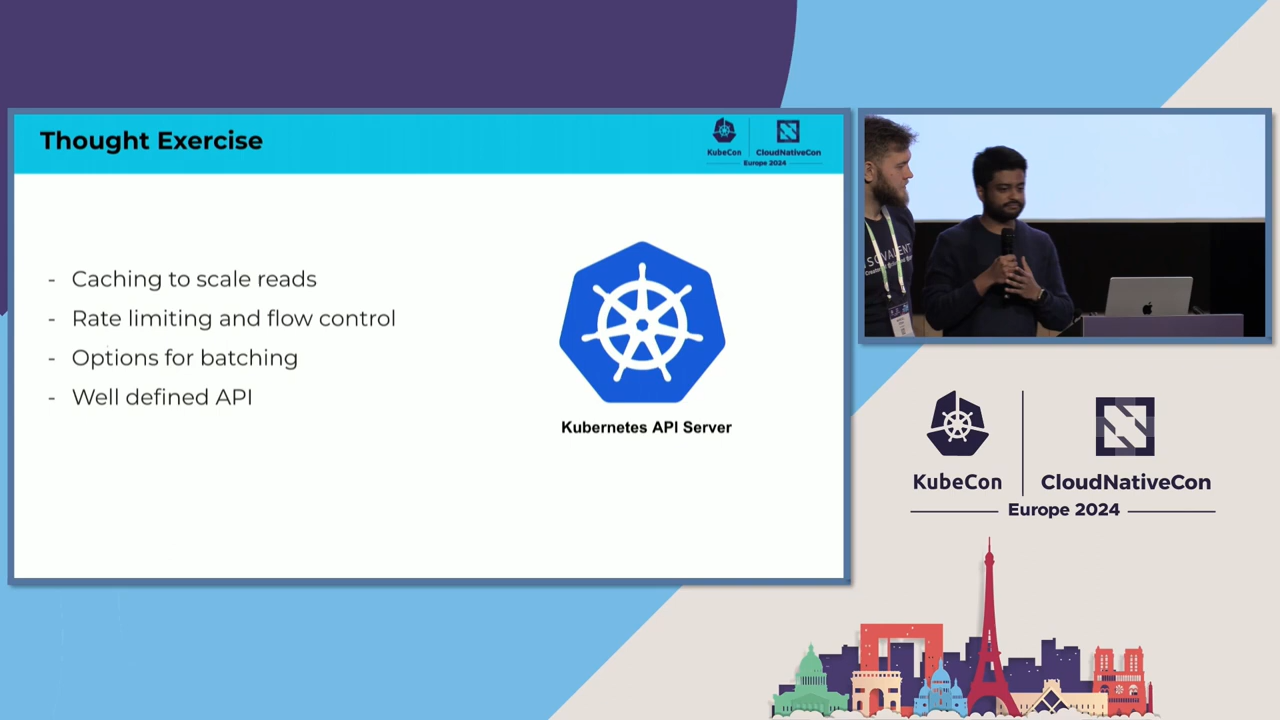 Thought Exercise
KubeCon
CloudNativeCon
Europe 2024
- Caching to scale reads
- Rate limiting and flow control
- Options for batching
- Well defined API
Kubernetes API Server
KubeCon
CloudNativeCon
Europe 2024